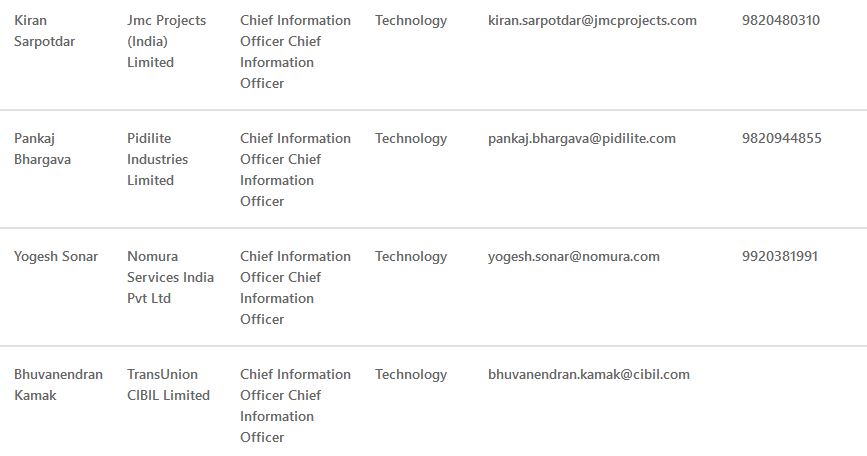 Kiran Jmc Projects Chief Information Technology kiran.sarpotdar@jmcprojects.com 9820480310
Sarpotdar (India) Officer Chief
Limited Information
Officer
Pankaj Pidilite Chief Information Technology pankaj.bhargava@pidilite.com 9820944855
Bhargava Industries Officer Chief
Limited Information
Officer
Yogesh Sonar Nomura Chief Information Technology yogesh.sonar@nomura.com 9920381991
Services India Officer Chief
Pvt Ltd Information
Officer
Bhuvanendran TransUnion Chief Information Technology bhuvanendran.kamak@cibil.com
Kamak CIBIL Limited Officer Chief
Information
Officer